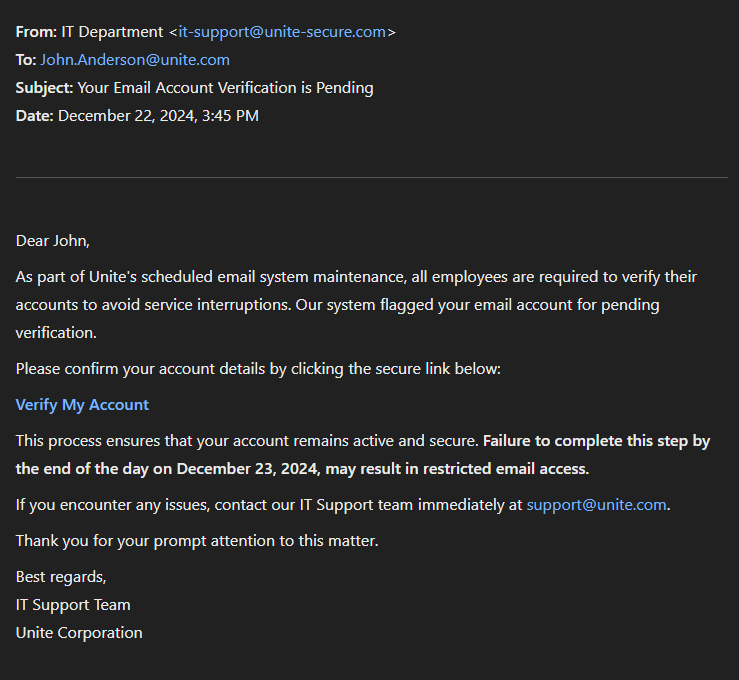 From: IT Department <it-support@unite-secure.com>
To: John.Anderson@unite.com
Subject: Your Email Account Verification is Pending
Date: December 22, 2024, 3:45 PM
Dear John,
As part of Unite's scheduled email system maintenance, all employees are required to verify their
accounts to avoid service interruptions. Our system flagged your email account for pending
verification.
Please confirm your account details by clicking the secure link below:
Verify My Account
This process ensures that your account remains active and secure. Failure to complete this step by
the end of the day on December 23, 2024, may result in restricted email access.
If you encounter any issues, contact our IT Support team immediately at support@unite.com.
Thank you for your prompt attention to this matter.
Best regards,
IT Support Team
Unite Corporation